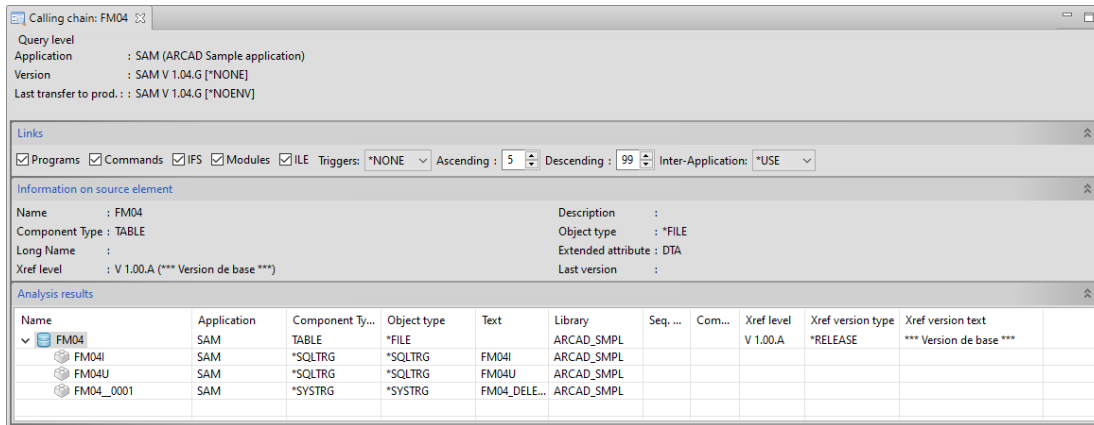 Calling chain: FM04
Query level
Application : SAM (ARCAD Sample application)
Version : SAM V 1.04.G [*NONE]
Last transfer to prod. : : SAM V 1.04.G [*NOENV]
Links
Programs Commands IFS Modules ILE Triggers: *NONE Ascending : 5 Descending : 99 Inter-Application: *USE
Information on source element
Name : FM04 Description :
Component Type : TABLE Object type : *FILE
Long Name : Extended attribute : DTA
Xref level : V 1.00.A (*** Version de base ***) Last version :
Analysis results
Name Application Component Ty... Object type Text Library Seq. ... Com... Xref level Xref version type Xref version text
FM04 SAM TABLE *FILE ARCAD_SMPL V 1.00.A *RELEASE *** Version de base ***
FM04I SAM *SQLTRG *SQLTRG FM04I ARCAD_SMPL
FM04U SAM *SQLTRG *SQLTRG FM04U ARCAD_SMPL
FM04__0001 SAM *SYSTRG *SYSTRG FM04_DELE... ARCAD_SMPL